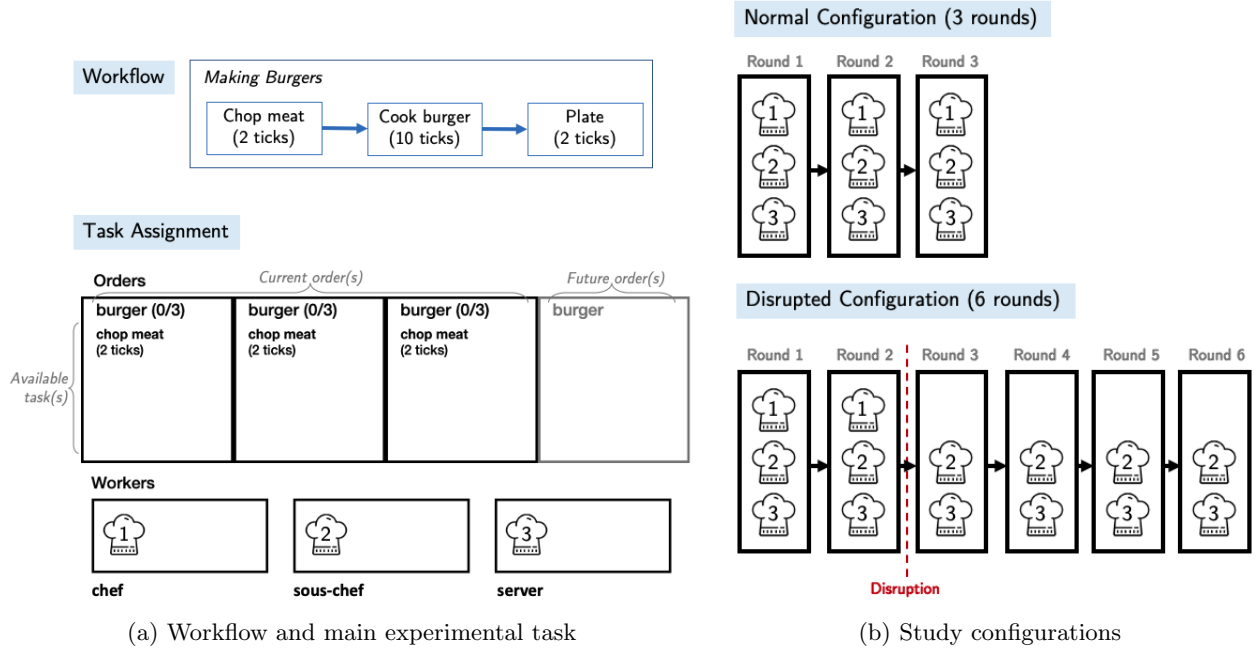 Workflow
Making Burgers
Chop meat
(2 ticks)
Cook burger
(10 ticks)
Plate
(2 ticks)
Task Assignment
Orders
Current order(s)
Future order(s)
burger (0/3)
chop meat
(2 ticks)
burger (0/3)
chop meat
(2 ticks)
burger (0/3)
chop meat
(2 ticks)
burger
Available
task(s)
Workers
1
2
3
chef
sous-chef
server
(a) Workflow and main experimental task
Normal Configuration (3 rounds)
Round 1
Round 2
Round 3
1
1
1
2
2
2
3
3
3
Disrupted Configuration (6 rounds)
Round 1
Round 2
Round 3
Round 4
Round 5
Round 6
1
1
2
2
2
2
2
2
3
3
3
3
3
3
Disruption
(b) Study configurations